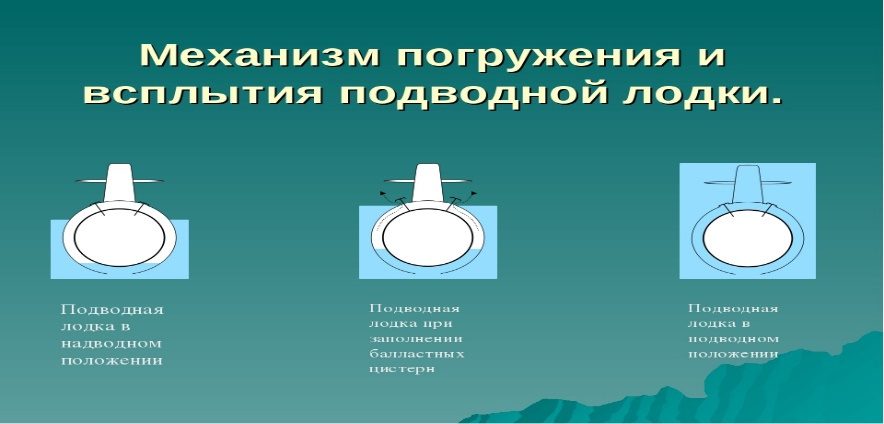 Механизм погружения и
всплытия подводной лодки.
Подводная
лодка в
надводном
положении
Подводная
лодка при
заполнении
балластных
цистерн
Подводная
лодка в
подводном
положении